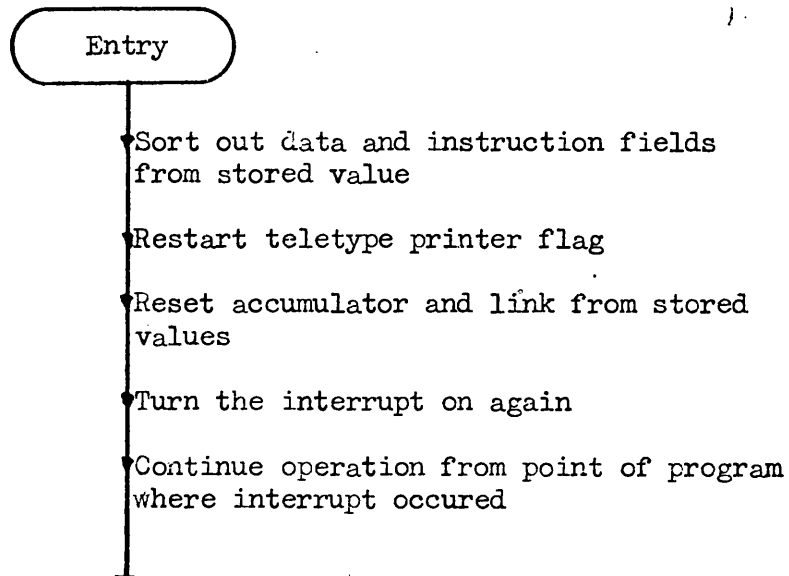 Entry
Sort out data and instruction fields
from stored value
Restart teletype printer flag
Reset accumulator and link from stored
values
Turn the interrupt on again
Continue operation from point of program
where interrupt occured